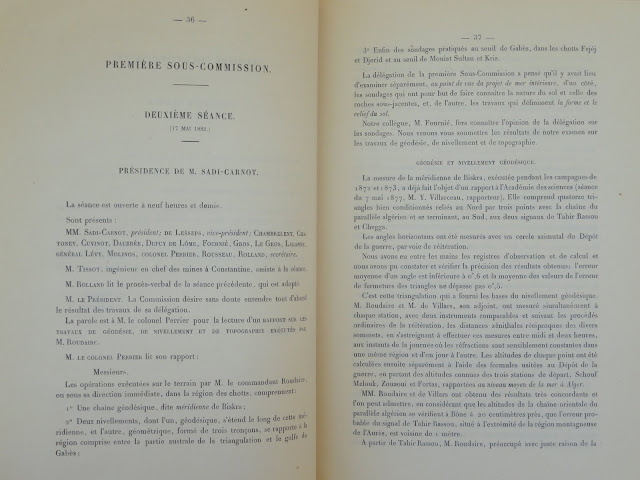 — 36 —
PREMIÈRE SOUS-COMMISSION.
DEUXIÈME SÉANCE.
(17 MAI 1882.)
PRÉSIDENCE DE M. SADI-CARNOT.
La séance est ouverte à neuf heures et demie.
Sont présents :
MM. SADI-CARNOT, président; DE LESSEPS, vice-président; CHAMBRELENT, CHA-
TONEY, CUVINOT, DAUBRÉE, DUPUY DE LÔME, FOURNIÉ, GROS, LE GROS, LALANNE,
GÉNÉRAL LÉVY, MOLINOS, COLONEL PERRIER, ROUSSEAU, ROLLAND, secrétaire.
M. TISSOT, ingénieur en chef des mines à Constantine, assiste à la séance.
M. ROLLAND lit le procès-verbal de la séance précédente, qui est adopté.
M. LE PRÉSIDENT. La Commission désire sans doute entendre tout d'abord
le résultat des travaux de sa délégation.
La parole est à M. le colonel Perrier pour la lecture d'un RAPPORT SUR LES
TRAVAUX DE GÉODÉSIE, DE NIVELLEMENT ET DE TOPOGRAPHIE EXÉCUTÉS PAR
M. ROUDAIRE.
M. LE COLONEL PERRIER lit son rapport :
Messieurs,
Les opérations exécutées sur le terrain par M. le commandant Roudaire,
ou sous sa direction immédiate, dans la région des chotts, comprennent :
1° Une chaîne géodésique, dite méridienne de Biskra;
2° Deux nivellements, dont l'un, géodésique, s'étend le long de cette mé-
ridienne, et l'autre, géométrique, formé de trois tronçons, se rapporte à la
région comprise entre la partie australe de la triangulation et le golfe de
Gabès;
— 37 —
3° Enfin des sondages pratiqués au seuil de Gabès, dans les chotts Fejej
et Djerid et au seuil de Mouiat Sultan et Kriz.
La délégation de la première Sous-Commission a pensé qu'il y avait lieu
d'examiner séparément, au point de vue du projet de mer intérieure, d'un côté,
les sondages qui ont pour but de faire connaître la nature du sol et celle des
roches sous-jacentes, et, de l'autre, les travaux qui définissent la forme et le
relief du sol.
Notre collègue, M. Fournié, fera connaître l'opinion de la délégation sur
les sondages. Nous venons vous soumettre les résultats de notre examen sur
les travaux de géodésie, de nivellement et de topographie.
GÉODÉSIE ET NIVELLEMENT GÉODÉSIQUE.
La mesure de la méridienne de Biskra, exécutée pendant les campagnes de
1872 et 1873, a déjà fait l'objet d'un rapport à l'Académie des sciences (séance
du 7 mai 1877, M. Y. Villarceau, rapporteur). Elle comprend quatorze tri-
angles bien conditionnés reliés au Nord par trois points avec la chaîne du
parallèle algérien et se terminant, au Sud, aux deux signaux de Tahir Rassou
et Chegga.
Les angles horizontaux ont été mesurés avec un cercle azimutal du Dépôt
de la guerre, par voie de réitération.
Nous avons eu entre les mains les registres d'observation et de calcul et
nous avons pu constater et vérifier la précision des résultats obtenus: l'erreur
moyenne d'un angle est inférieure à 0",6 et la moyenne des valeurs de l'erreur
de fermeture des triangles ne dépasse pas 0",5.
C'est cette triangulation qui a fourni les bases du nivellement géodésique.
M. Roudaire et M. de Villars, son adjoint, ont mesuré simultanément à
chaque station, avec deux instruments comparables et suivant les procédés
ordinaires de la réitération, les distances zénithales réciproques des divers
sommets, en s'astreignant à effectuer ces mesures entre midi et deux heures,
aux instants de la journée où les réfractions sont sensiblement constantes dans
une même région et d'un jour à l'autre. Les altitudes de chaque point ont été
calculées ensuite séparément à l'aide des formules usitées au Dépôt de la
guerre, en partant des altitudes connues des trois stations de départ, Schouf
Melouk, Zouaoui et Fortas, rapportées au niveau moyen de la mer à Alger.
MM. Roudaire et de Villars ont obtenu des résultats très concordants et
l'on peut admettre, en considérant que les altitudes de la chaîne orientale du
parallèle algérien se vérifient à Bône à 20 centimètres près, que l'erreur proba-
ble du signal de Tahir Rassou, situé à l'extrémité de la région montagneuse
de l'Aurès, est voisine de 1 mètre.
A partir de Tahir Rassou, M. Roudaire, préoccupé avec juste raison de la